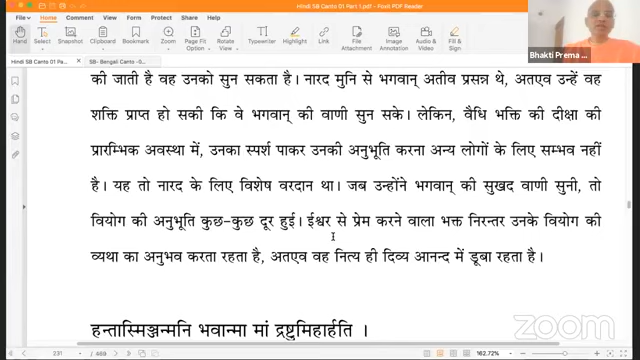 Hindi SB Canto 01 Part 1.pdf - Foxit PDF Reader
File Home Comment View Form Protect Share Help
Hand Select Snapshot Clipboard Zoom Page Fit Option Reflow Rotate View Typewriter Highlight Link File Attachment Image Annotation Audio & Video Fill & Sign
Hindi SB Canto 01 Pa... SB- Bengali Canto -0...
Bhakti Prema
की जाती है वह उनको सुन सकता है। नारद मुनि से भगवान् अतीव प्रसन्न थे, अतएव उन्हें वह
शक्ति प्राप्त हो सकी कि वे भगवान् की वाणी सुन सके। लेकिन, वैधि भक्ति की दीक्षा की
प्रारम्भिक अवस्था में, उनका स्पर्श पाकर उनकी अनुभूति करना अन्य लोगों के लिए सम्भव नहीं
है। यह तो नारद के लिए विशेष वरदान था। जब उन्होंने भगवान् की सुखद वाणी सुनी, तो
वियोग की अनुभूति कुछ-कुछ दूर हुई। ईश्वर से प्रेम करने वाला भक्त निरन्तर उनके वियोग की
व्यथा का अनुभव करता रहता है, अतएव वह नित्य ही दिव्य आनन्द में डूबा रहता है।
हन्तास्मिञ्जन्मनि भवान्मा मां द्रष्टुमिहार्हति ।
zoom
231 / 489 162.72%